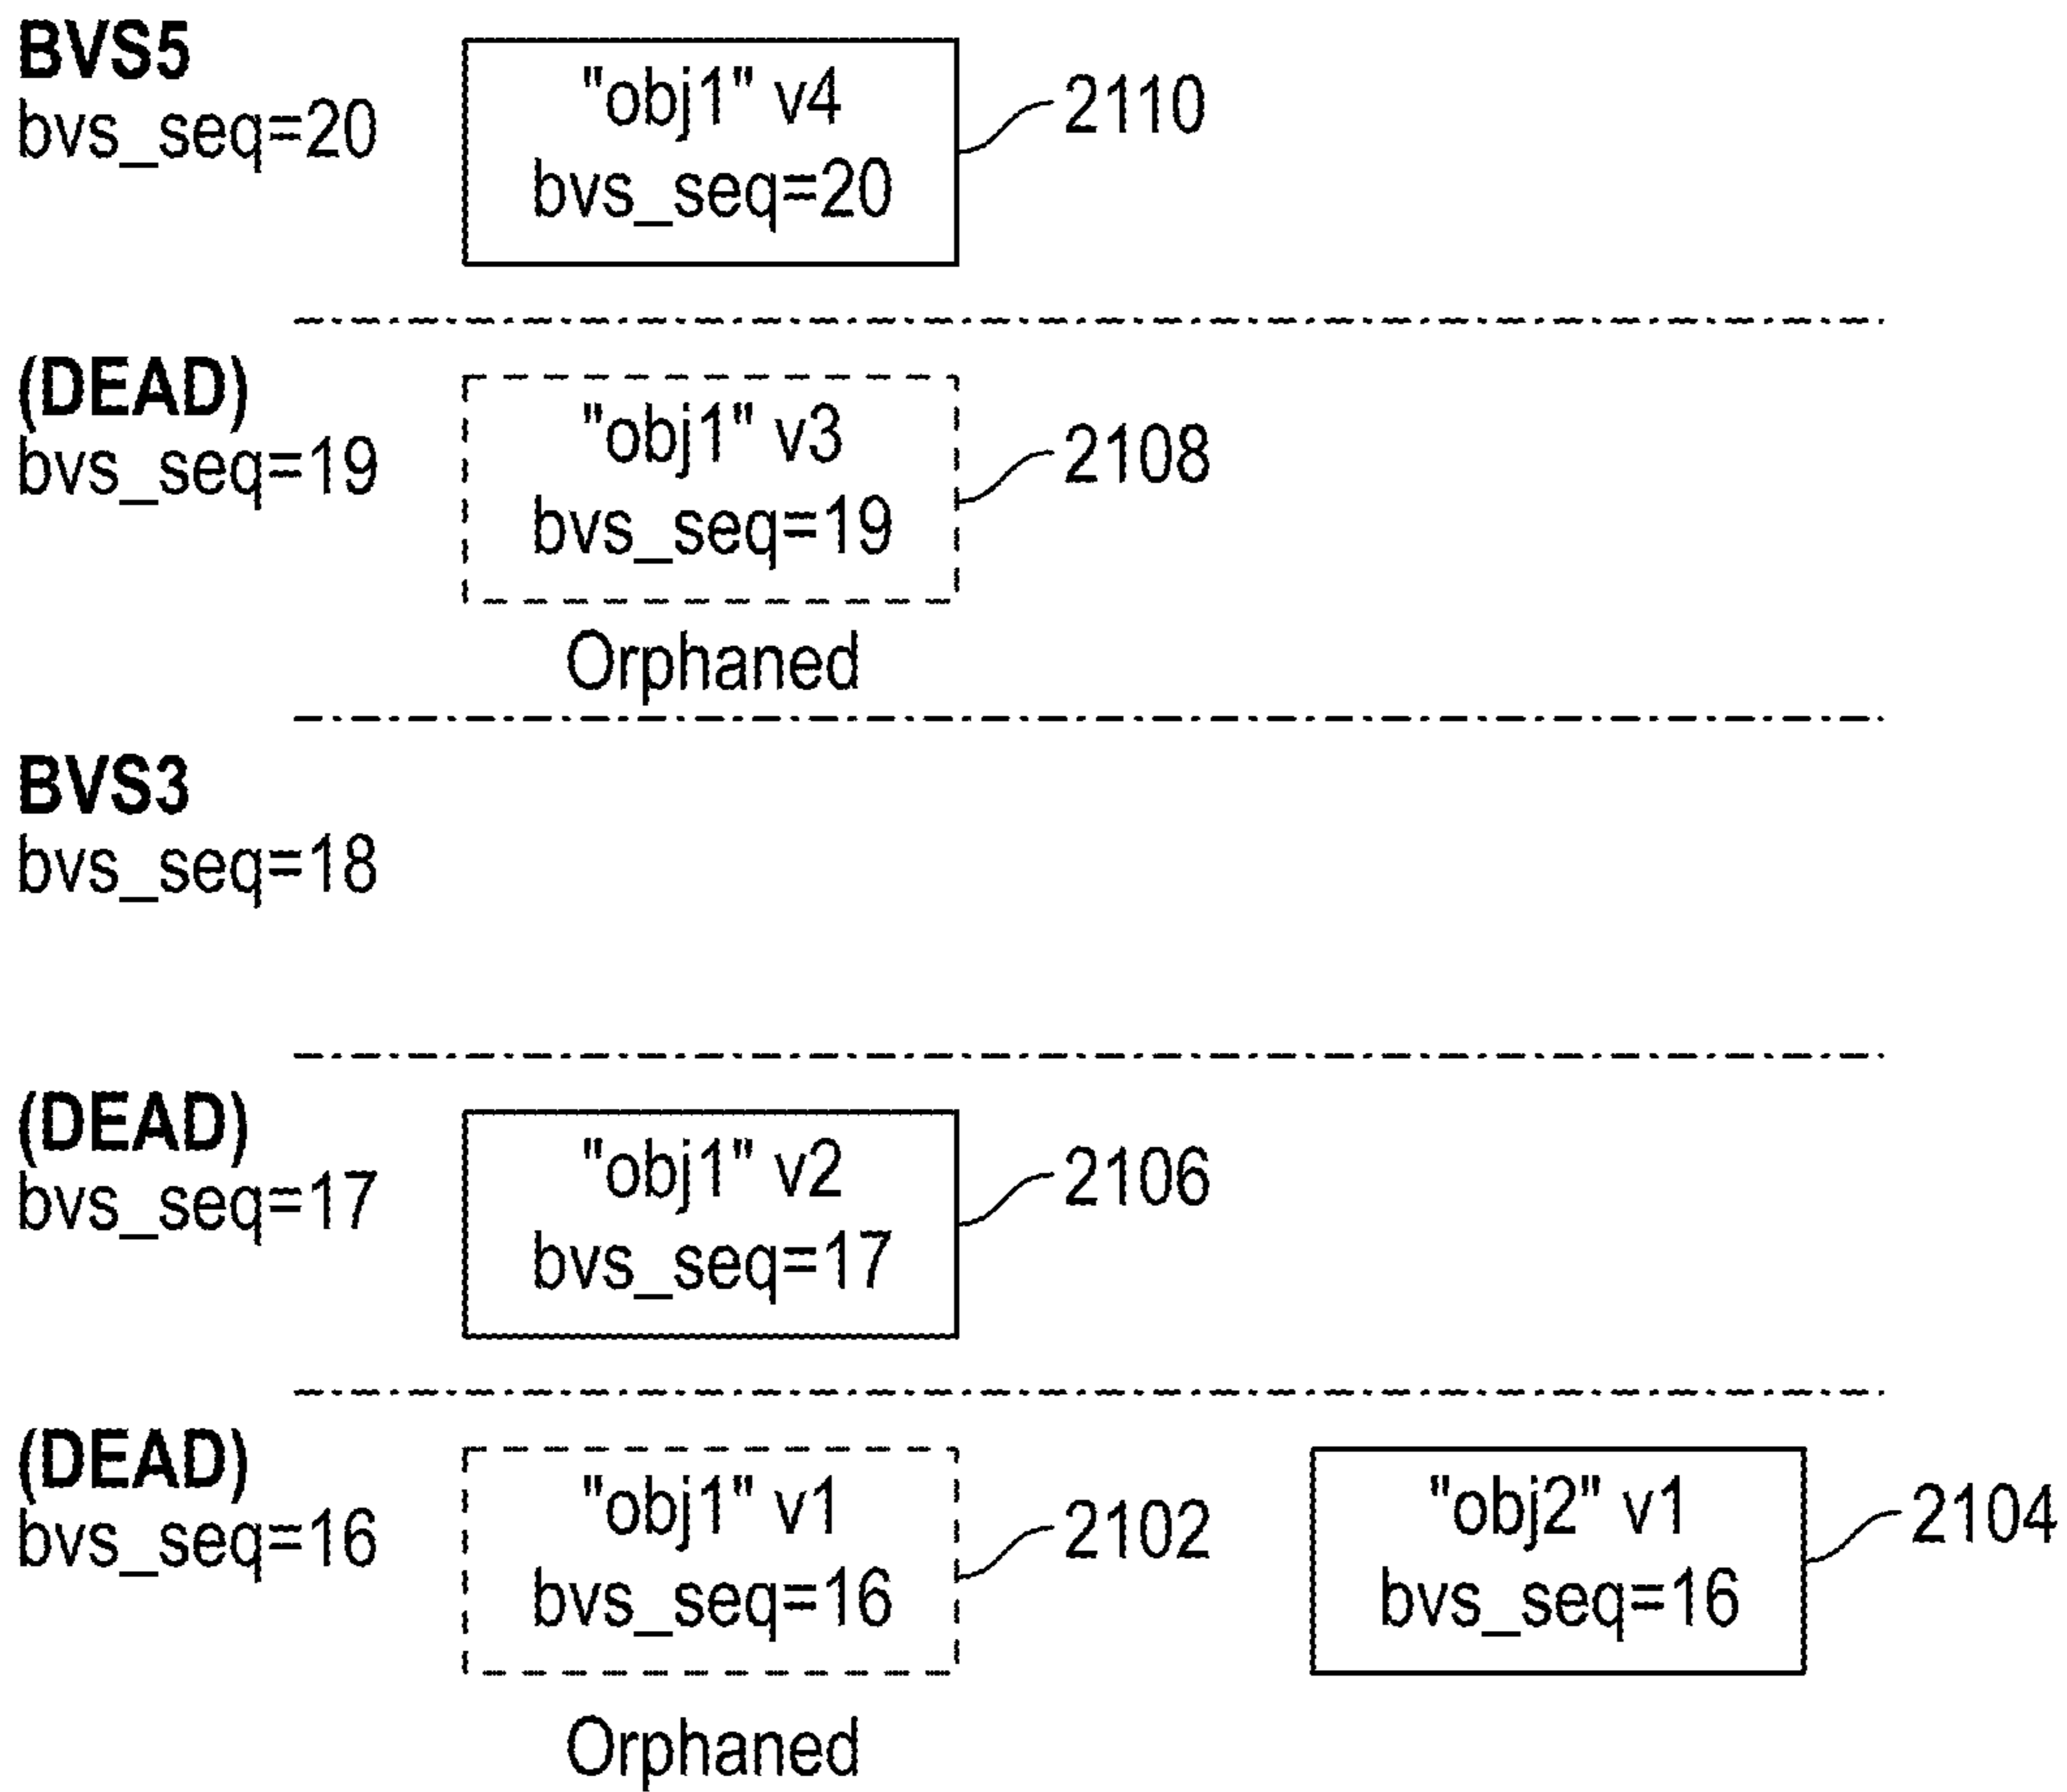 BVS5
bvs_seq=20
"obj1" v4
bvs_seq=20
2110
(DEAD)
bvs_seq=19
"obj1" v3
bvs_seq=19
2108
Orphaned
BVS3
bvs_seq=18
(DEAD)
bvs_seq=17
"obj1" v2
bvs_seq=17
2106
(DEAD)
bvs_seq=16
"obj1" v1
bvs_seq=16
2102
Orphaned
"obj2" v1
bvs_seq=16
2104